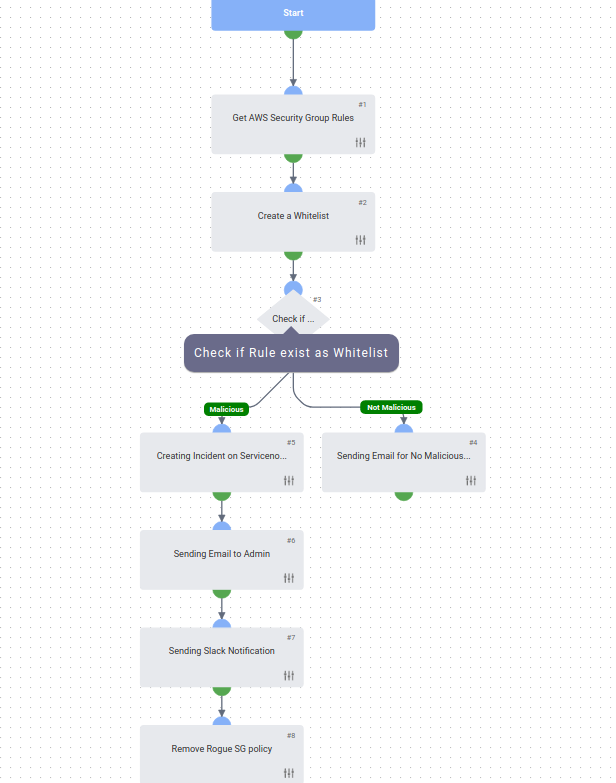 Start
#1
Get AWS Security Group Rules
#2
Create a Whitelist
#3
Check if ...
Check if Rule exist as Whitelist
Malicious
Not Malicious
#5
Creating Incident on Serviceno...
#4
Sending Email for No Malicious...
#6
Sending Email to Admin
#7
Sending Slack Notification
#8
Remove Rogue SG policy